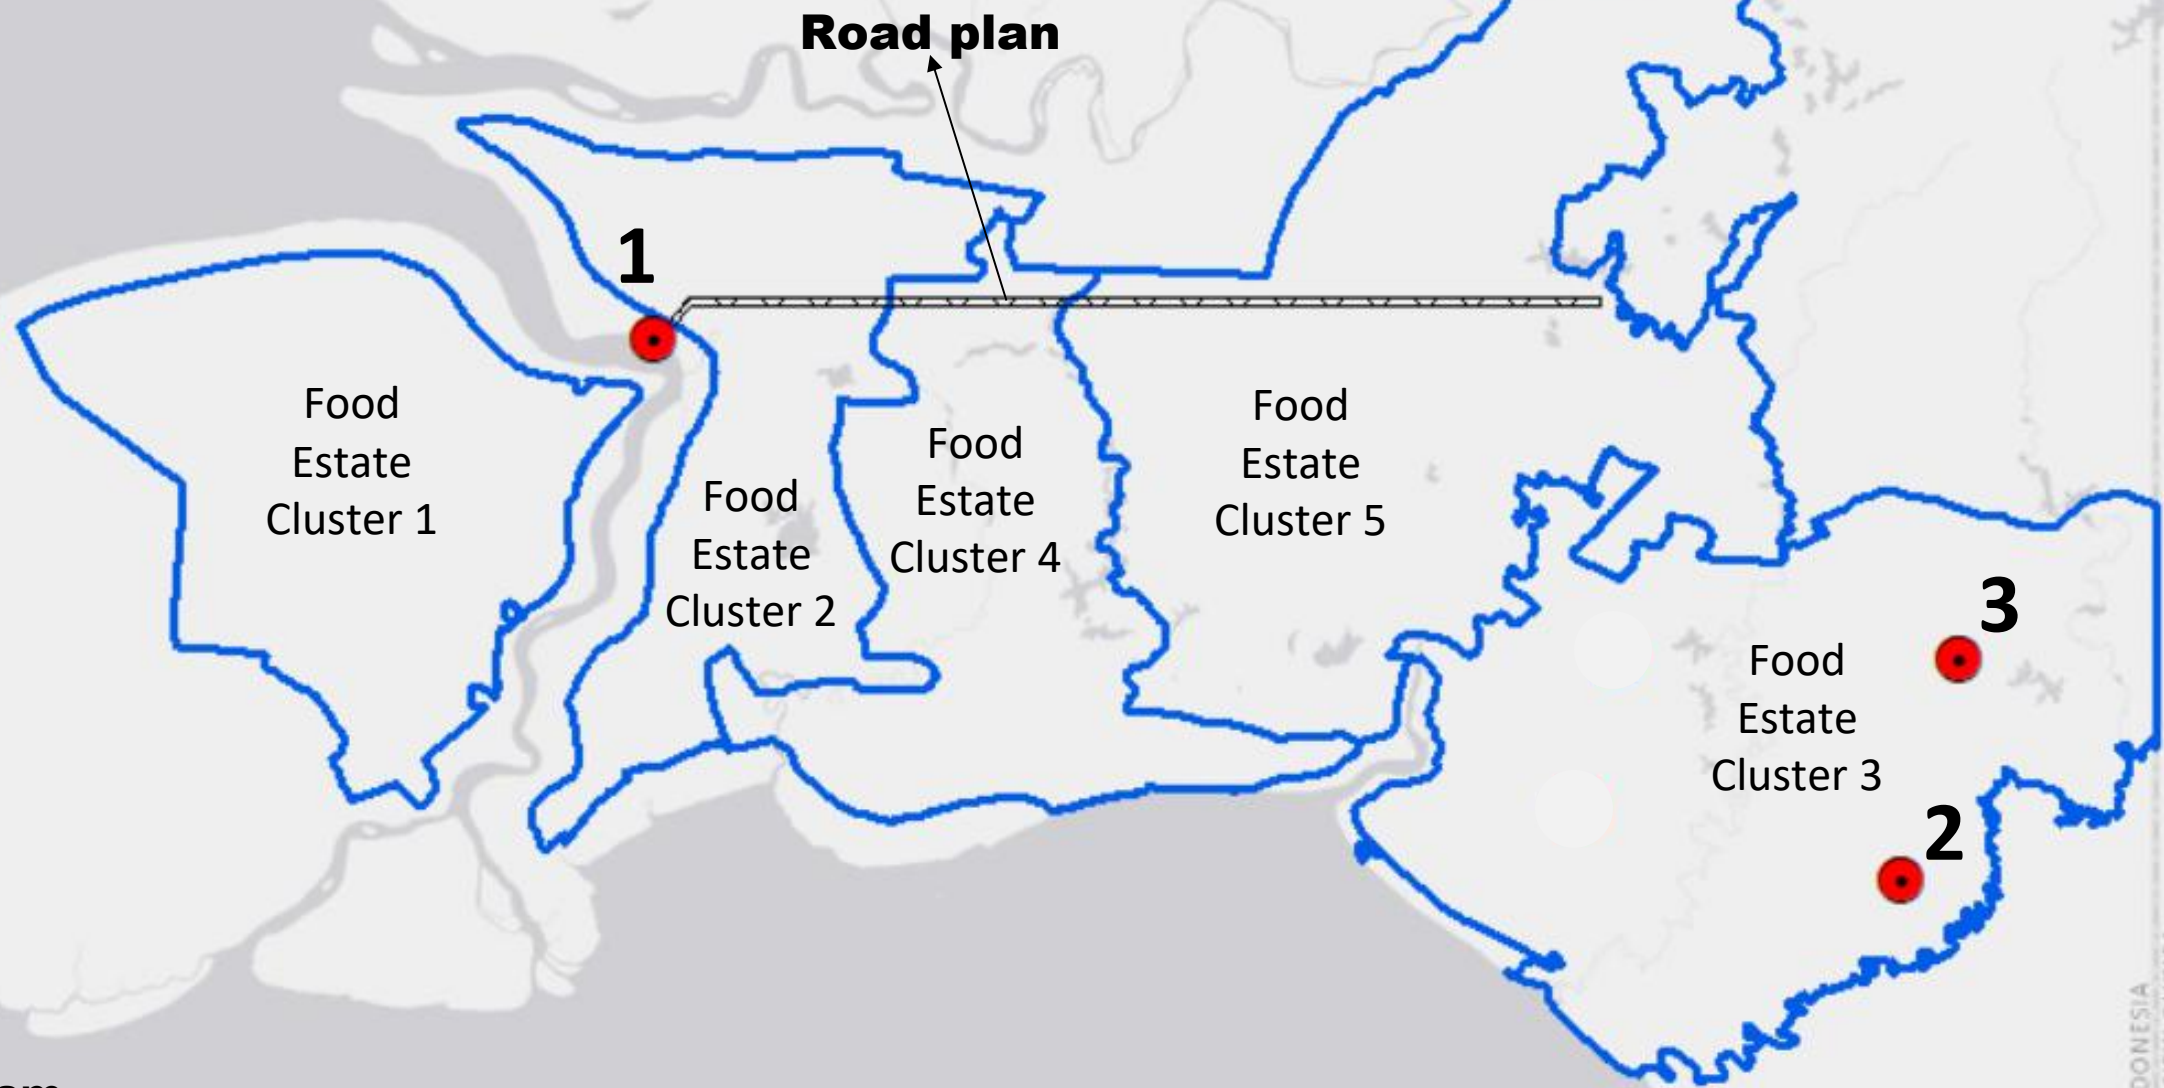 Road plan
1
Food
Estate
Cluster 1
Food
Estate
Cluster 2
Food
Estate
Cluster 4
Food
Estate
Cluster 5
3
Food
Estate
Cluster 3
2